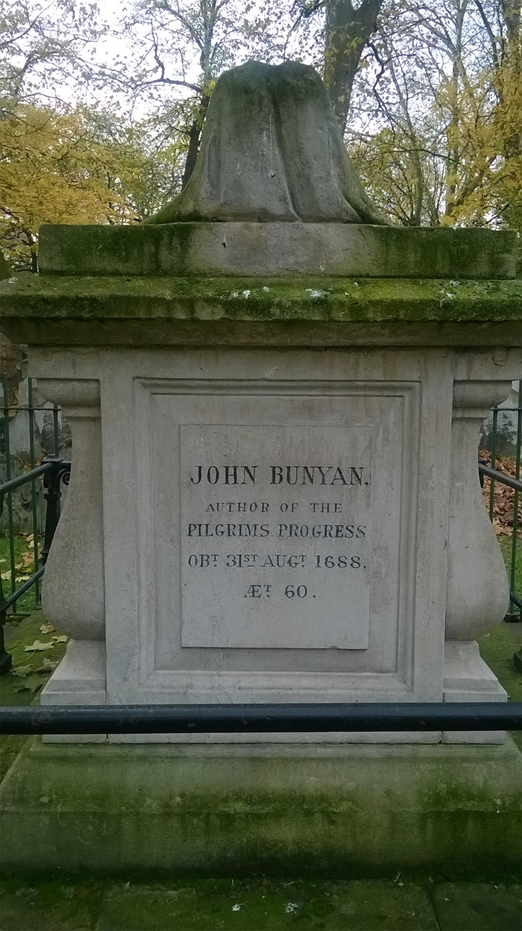 JOHN BUNYAN,
AUTHOR OF THE
PILGRIMS PROGRESS
OBT. 31ST AUGT. 1688.
ÆT. 60.